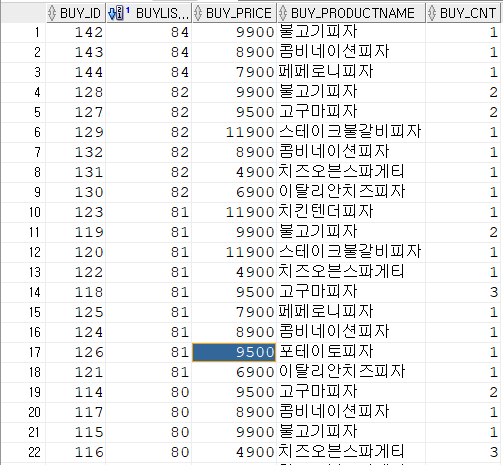 BUY_ID BUYLIS,,, BUY_PRICE BUY_PRODUCTNAME BUY_CNT
1 142 84 9900 불고기피자 1
2 143 84 8900 콤비네이션피자 1
3 144 84 7900 페페로니피자 1
4 128 82 9900 불고기피자 2
5 127 82 9500 고구마피자 2
6 129 82 11900 스테이크불갈비피자 1
7 132 82 8900 콤비네이션피자 1
8 131 82 4900 치즈오븐스파게티 1
9 130 82 6900 이탈리안치즈피자 1
10 123 81 11900 치킨텐더피자 1
11 119 81 9900 불고기피자 2
12 120 81 11900 스테이크불갈비피자 1
13 122 81 4900 치즈오븐스파게티 1
14 118 81 9500 고구마피자 3
15 125 81 7900 페페로니피자 1
16 124 81 8900 콤비네이션피자 1
17 126 81 9500 포테이토피자 1
18 121 81 6900 이탈리안치즈피자 1
19 114 80 9500 고구마피자 2
20 117 80 8900 콤비네이션피자 1
21 115 80 9900 불고기피자 1
22 116 80 4900 치즈오븐스파게티 3